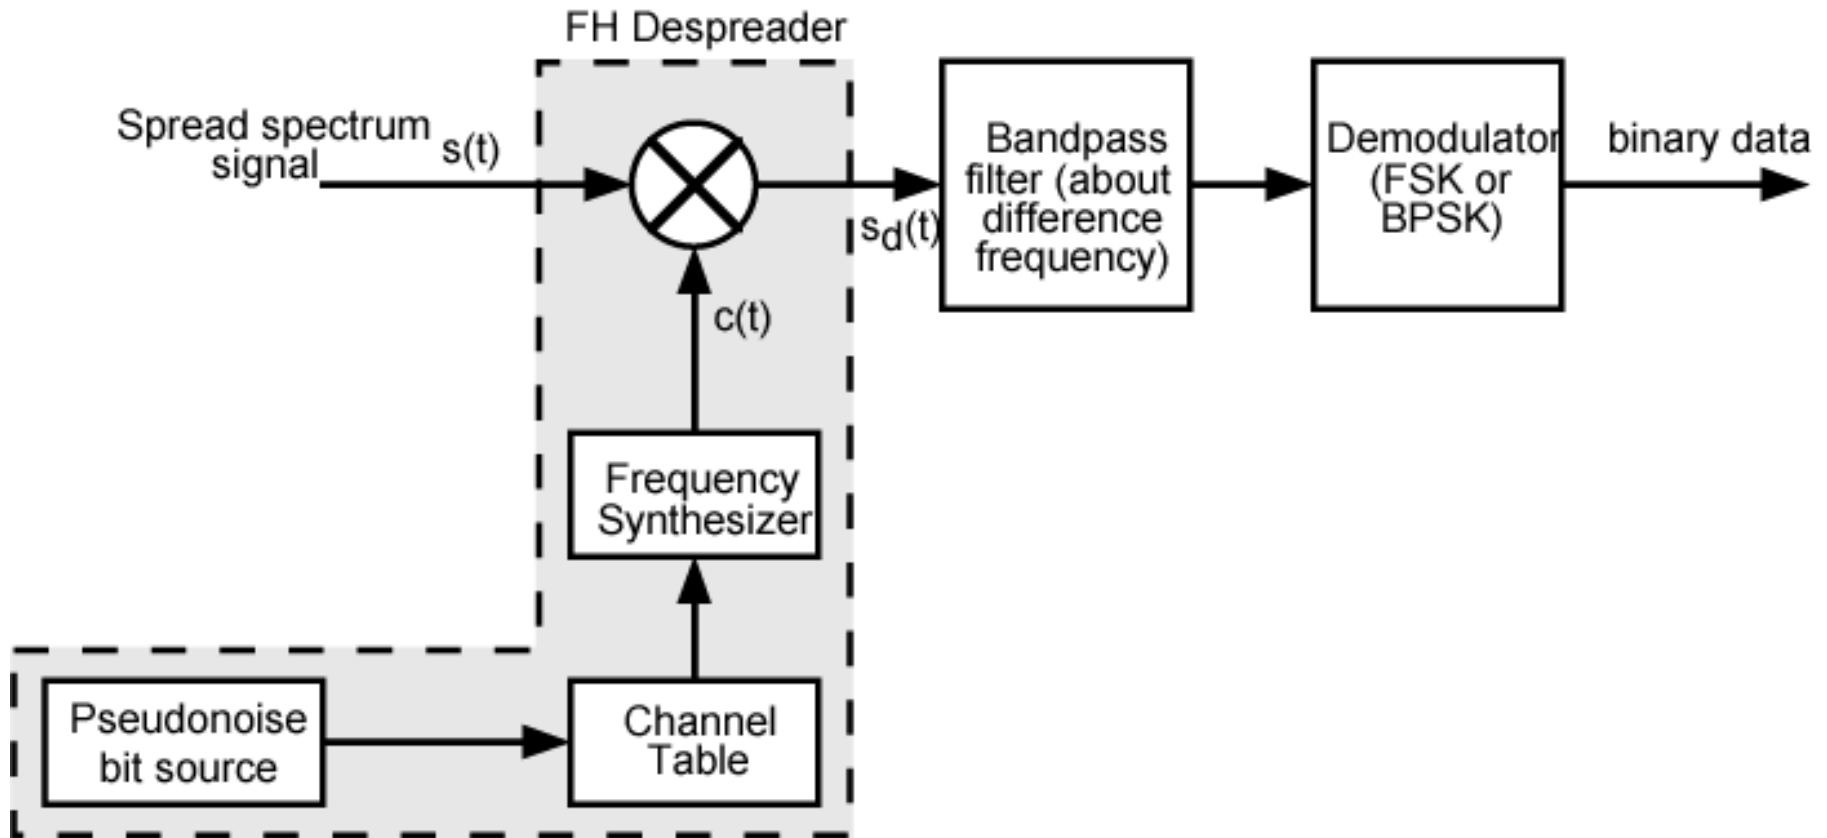 FH Despreader
Spread spectrum
signal
s(t)
Bandpass
filter (about
difference
frequency)
Demodulator
(FSK or
BPSK)
binary data
sd(t)
c(t)
Frequency
Synthesizer
Pseudonoise
bit source
Channel
Table